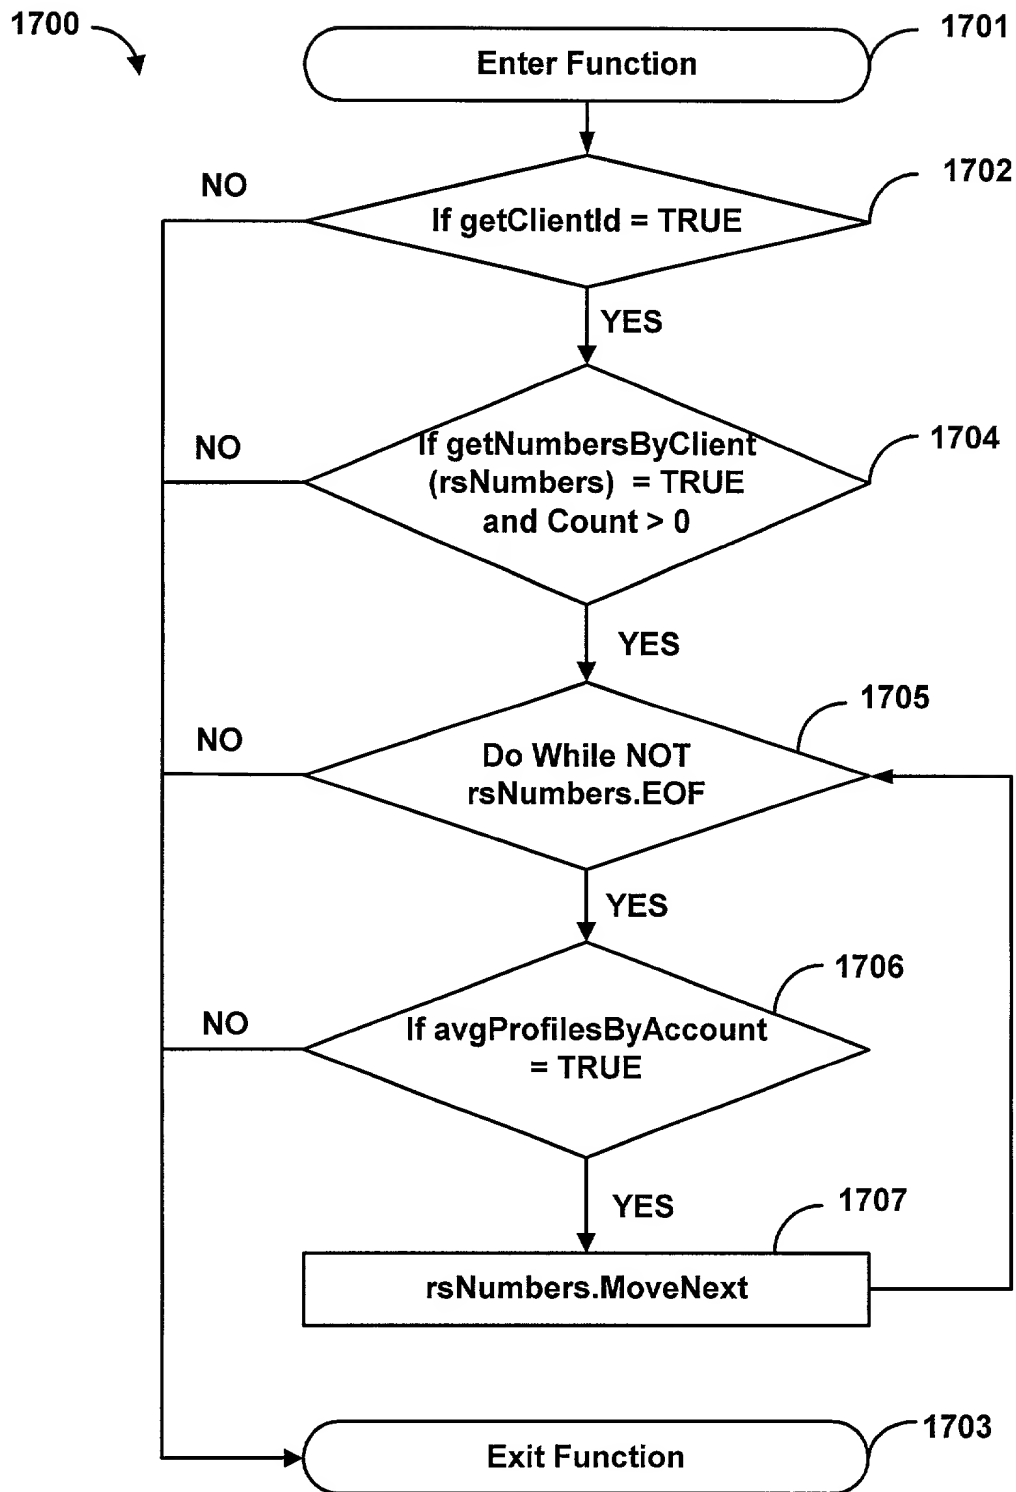 1700
1701
Enter Function
1702
NO
If getClientId = TRUE
YES
1704
NO
If getNumbersByClient
(rsNumbers) = TRUE
and Count > 0
YES
1705
NO
Do While NOT
rsNumbers.EOF
YES
1706
NO
If avgProfilesByAccount
= TRUE
YES
1707
rsNumbers.MoveNext
1703
Exit Function